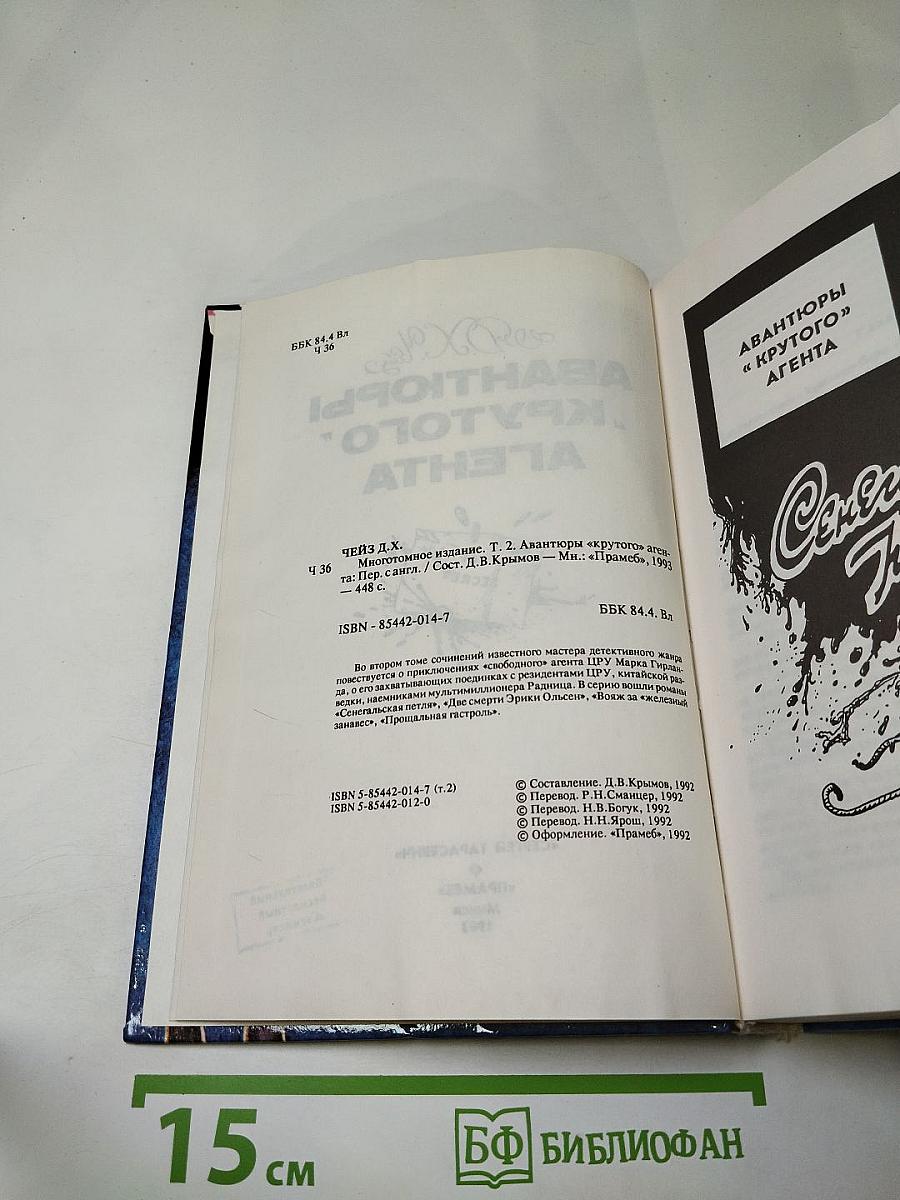 ББК 84.4 Вл
Ч 36
ЧЕЙЗ Д.Х.
Ч 36
Многотомное издание. Т. 2. Авантюры «крутого» аген-
та: Пер. с англ. / Сост. Д.В.Крымов — Мн.: «Прамеб», 1993
— 448 с.
ISBN - 85442-014-7
ББК 84.4. Вл
Во втором томе сочинений известного мастера детективного жанра
повествуется о приключениях «свободного» агента ЦРУ Марка Гирлан-
да, о его захватывающих поединках с резидентами ЦРУ, китайской раз-
ведки, наемниками мультимиллионера Радница. В серию вошли романы
«Сенегальская петля», «Две смерти Эрики Ольсен», «Вояж за «железный
занавес», «Прощальная гастроль».
ISBN 5-85442-014-7 (т.2)
ISBN 5-85442-012-0
© Составление. Д.В.Крымов, 1992
© Перевод. Р.Н.Сманцер, 1992
© Перевод. Н.В.Богук, 1992
© Перевод. Н.Н.Ярош, 1992
© Оформление. «Прамеб», 1992
АВАНТЮРЫ
«КРУТОГО»
АГЕНТА
Сенег
15 см
БФ БИБЛИОФАН